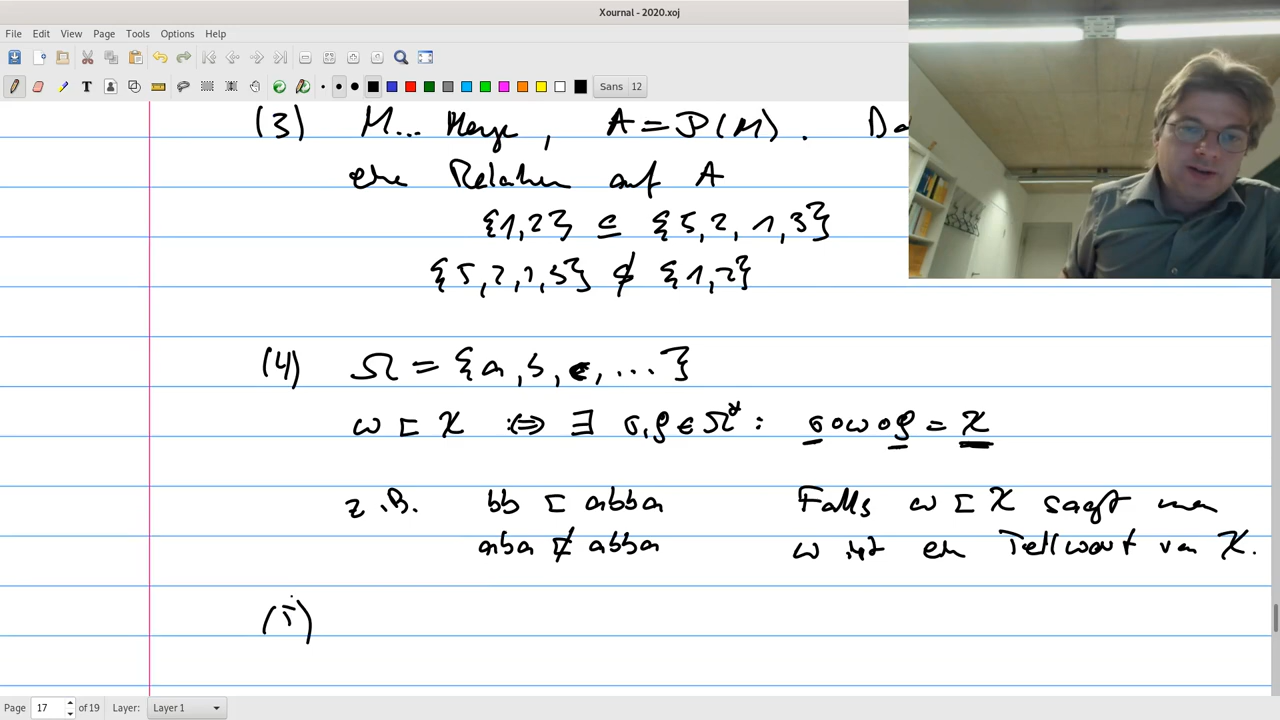 Xournal - 2020.xoj
File Edit View Page Tools Options Help
Sans 12
(3) M... Menge, A = P(M). Da
eine Relation auf A
{1,2} ⊆ {5,2,1,3}
{5,2,1,3} ⊄ {1,2}
(4) Ω = {a, b, c, ...}
ω ⊏ χ :⇔ ∃ σ,ρ ∈ Ω* : σ∘ω∘ρ = χ
z.B. bb ⊏ abba Falls ω ⊏ χ sagt man
aba ⊏̸ abba ω ist ein Teilwort von χ.
(5)
Page 17 of 19 Layer: Layer 1